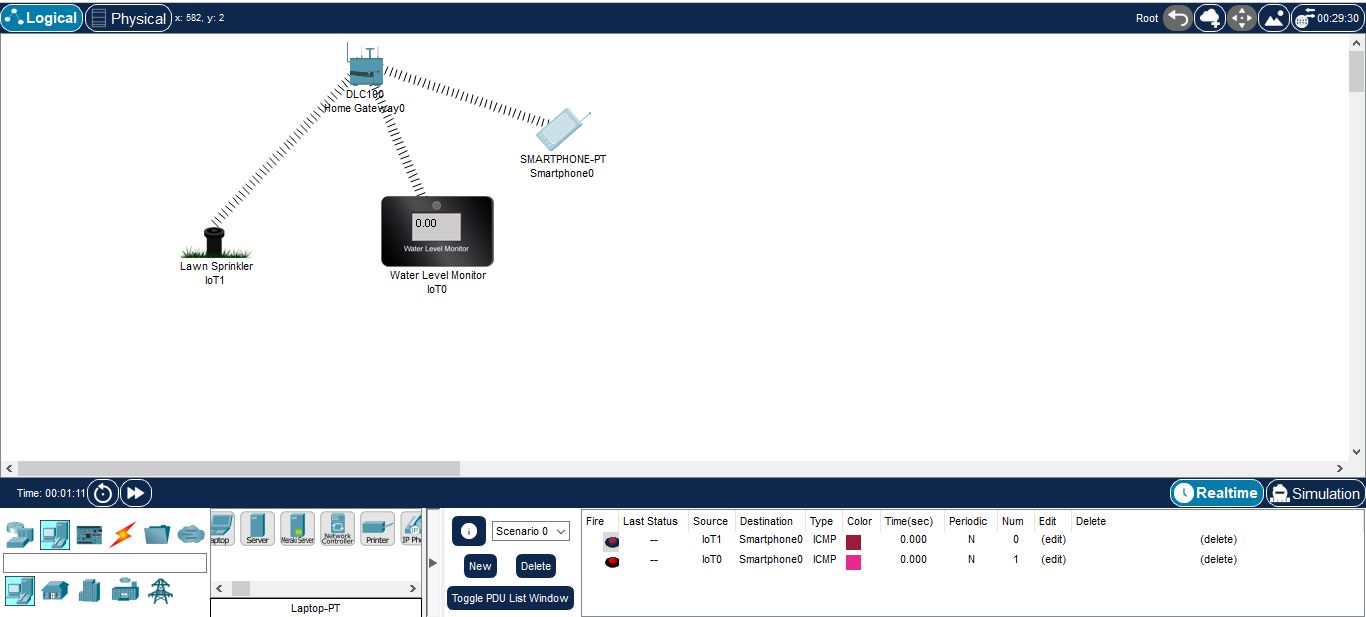 Logical
Physical
x: 582, y: 2
Root
00:29:30
DLC100
Home Gateway0
SMARTPHONE-PT
Smartphone0
0.00
Water Level Monitor
Lawn Sprinkler
IoT1
Water Level Monitor
IoT0
Time: 00:01:11
Realtime
Simulation
aptop
Server
Meraki Server
Network Controller
Printer
IP Ph
Laptop-PT
Scenario 0
New
Delete
Toggle PDU List Window
Fire Last Status Source Destination Type Color Time(sec) Periodic Num Edit Delete
-- IoT1 Smartphone0 ICMP 0.000 N 0 (edit) (delete)
-- IoT0 Smartphone0 ICMP 0.000 N 1 (edit) (delete)